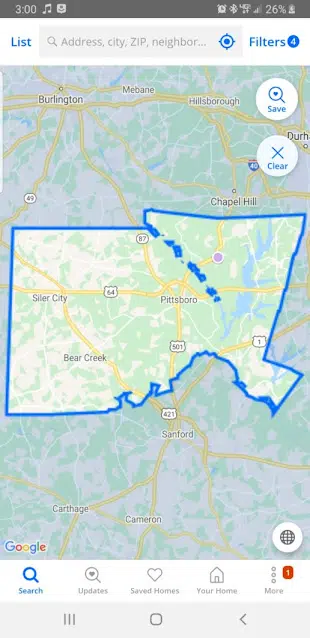 3:00
26%
List
Address, city, ZIP, neighbor...
Filters 4
Mebane
Burlington
Hillsborough
Save
Durha
40
Clear
49
Chapel Hill
87
64
Siler City
Pittsboro
1
501
Bear Creek
421
Sanford
Carthage
Cameron
Google
1
Search
Updates
Saved Homes
Your Home
More